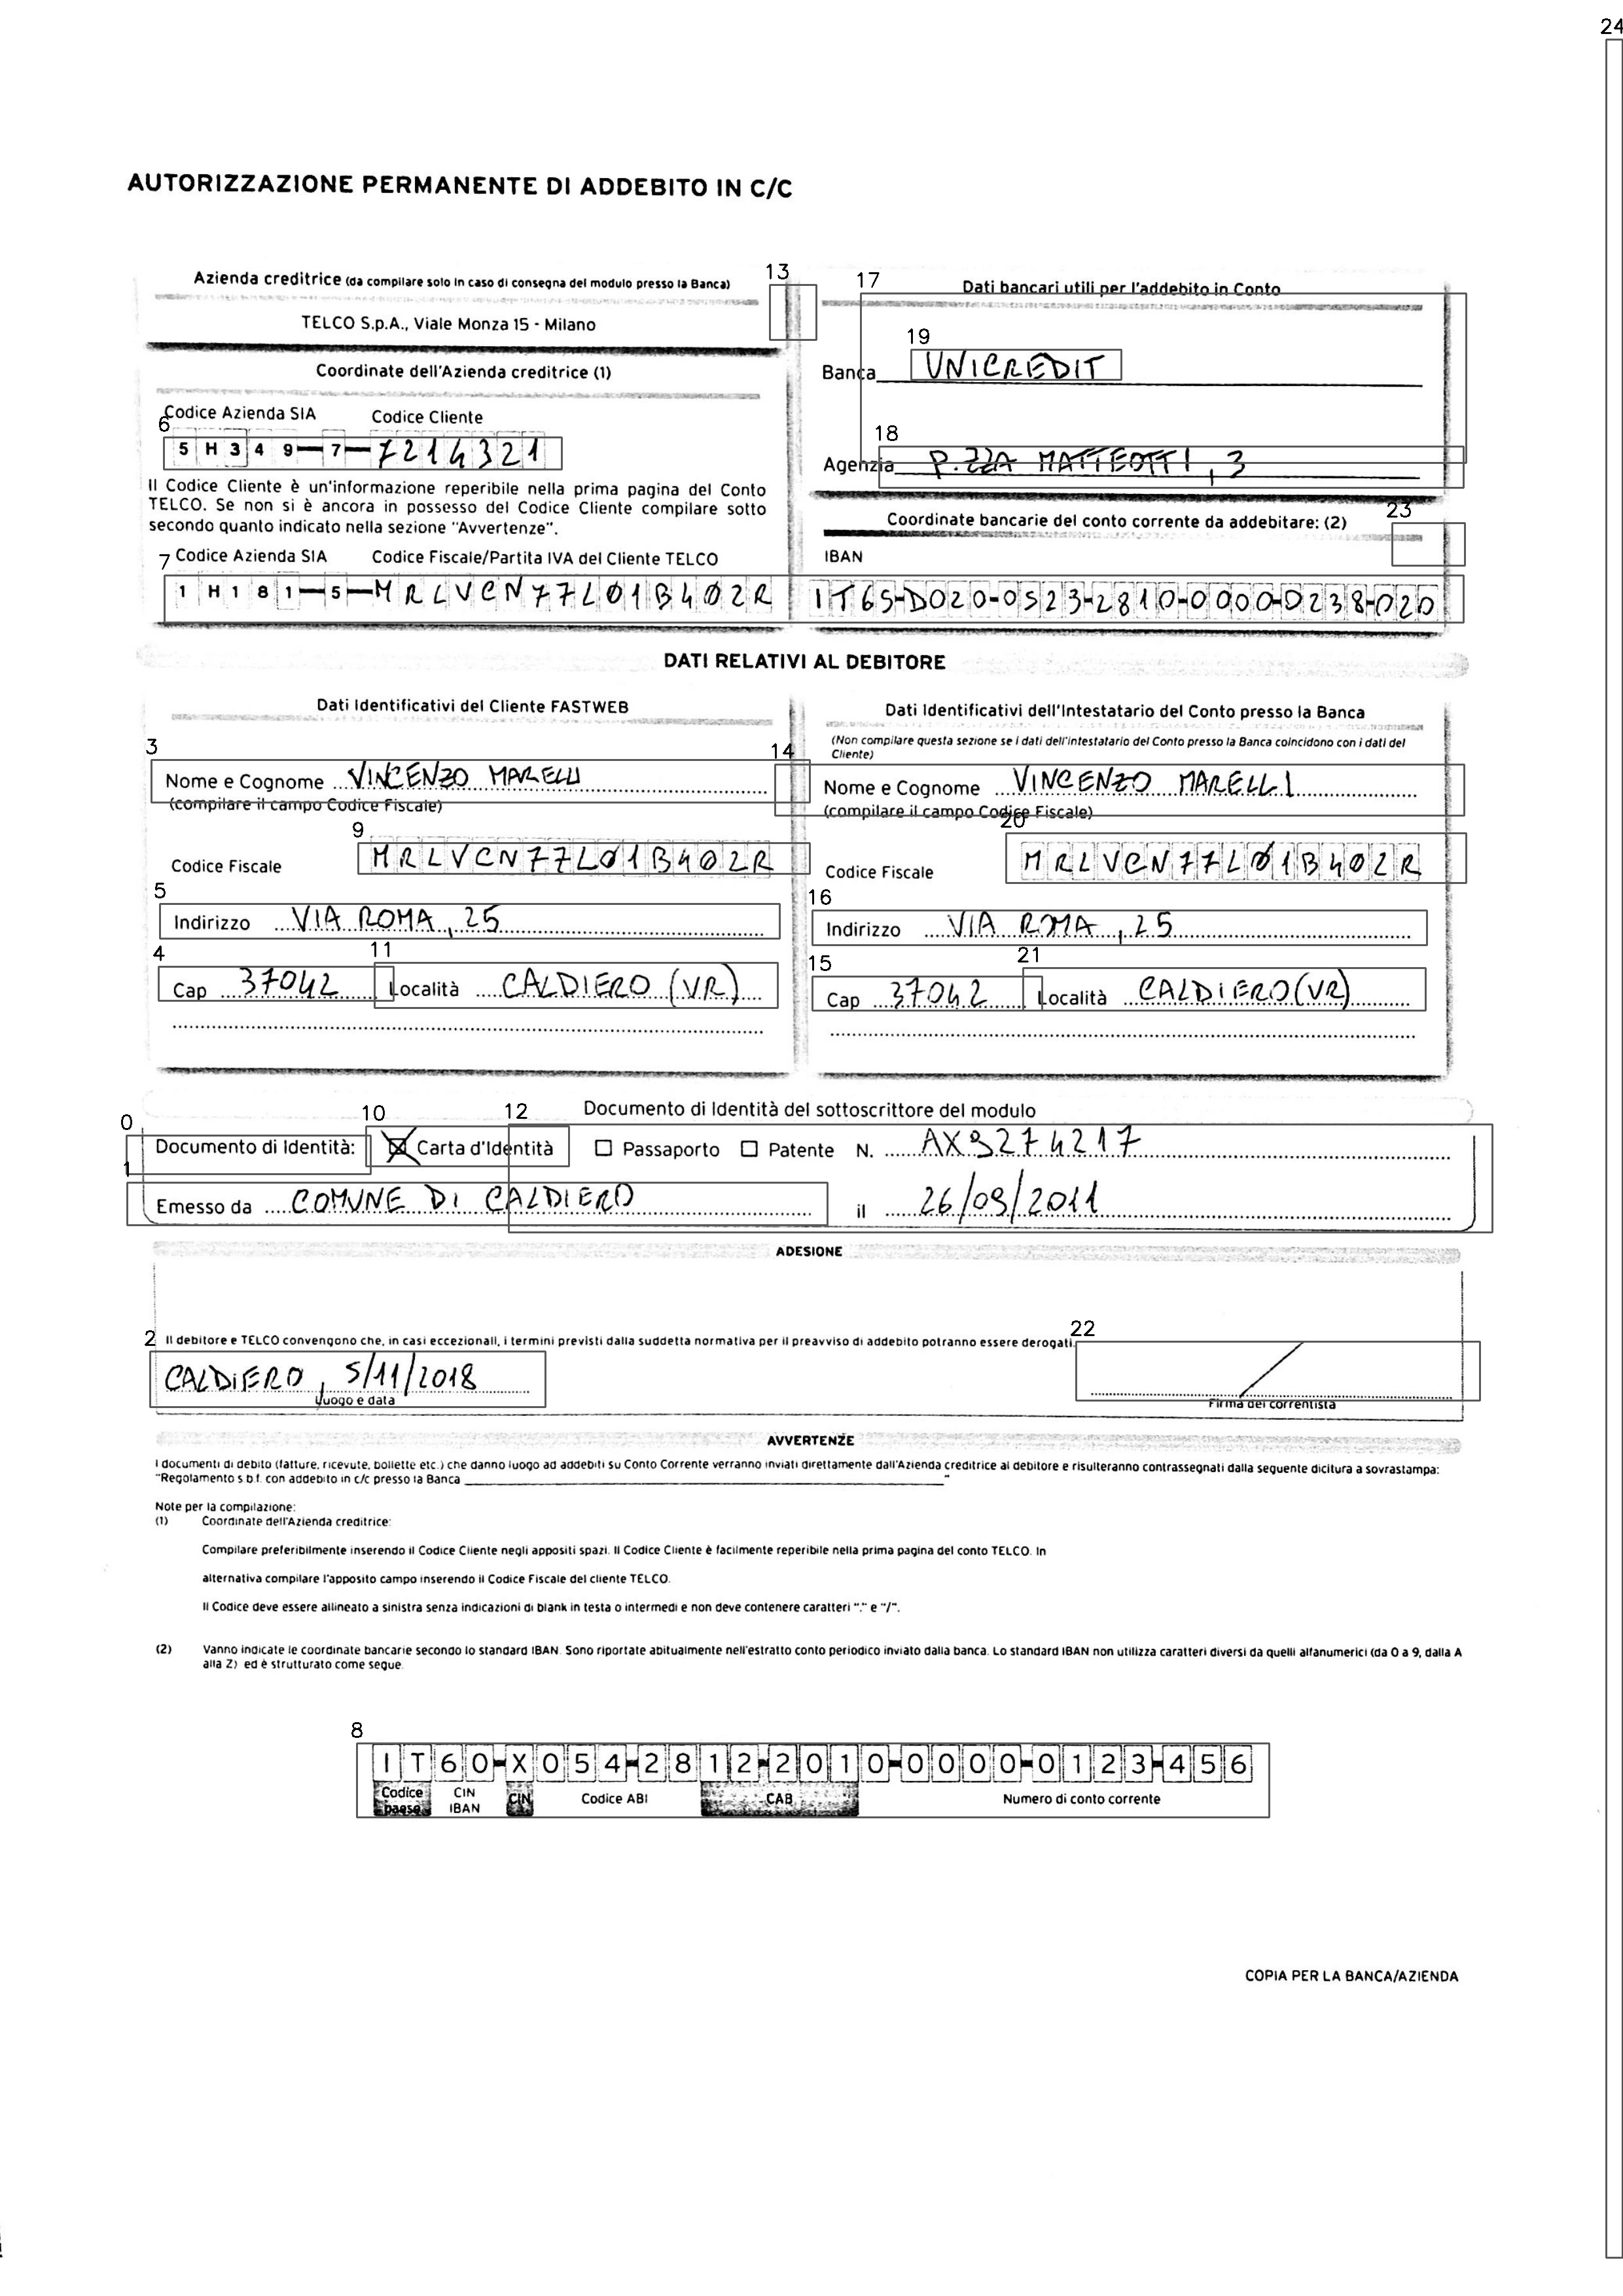 AUTORIZZAZIONE PERMANENTE DI ADDEBITO IN C/C
24
Azienda creditrice (da compilare solo in caso di consegna del modulo presso la Banca)
TELCO S.p.A., Viale Monza 15 - Milano
Coordinate dell'Azienda creditrice (1)
Codice Azienda SIA Codice Cliente
6
5 H 3 4 9 - 7 - 7214321
Il Codice Cliente è un'informazione reperibile nella prima pagina del Conto
TELCO. Se non si è ancora in possesso del Codice Cliente compilare sotto
secondo quanto indicato nella sezione "Avvertenze".
7 Codice Azienda SIA Codice Fiscale/Partita IVA del Cliente TELCO
1 H 1 8 1 - 5 - MRLVCN77L01B402R
13
17
Dati bancari utili per l'addebito in Conto
19
Banca UNICREDIT
18
Agenzia P.ZZA MATTEOTTI, 3
23
Coordinate bancarie del conto corrente da addebitare: (2)
IBAN
IT65-D020-0523-2810-0000-0238-020
DATI RELATIVI AL DEBITORE
Dati Identificativi del Cliente FASTWEB
3
Nome e Cognome VINCENZO MARELLI
(compilare il campo Codice Fiscale)
9
Codice Fiscale MRLVCN77L01B402R
5
Indirizzo VIA ROMA, 25
4 11
Cap 37042 Località CALDIERO (VR)
Dati Identificativi dell'Intestatario del Conto presso la Banca
(Non compilare questa sezione se i dati dell'intestatario del Conto presso la Banca coincidono con i dati del
Cliente)
14
Nome e Cognome VINCENZO MARELLI
(compilare il campo Codice Fiscale)
20
Codice Fiscale MRLVCN77L01B402R
16
Indirizzo VIA ROMA, 25
15 21
Cap 37042 Località CALDIERO (VR)
0 10 12
Documento di Identità del sottoscrittore del modulo
Documento di Identità: Carta d'Identità Passaporto Patente N. AX3274217
1
Emesso da COMUNE DI CALDIERO il 26/09/2011
ADESIONE
2 Il debitore e TELCO convengono che, in casi eccezionali, i termini previsti dalla suddetta normativa per il preavviso di addebito potranno essere derogati.
22
CALDIERO, 5/11/2018
Luogo e data
Firma del correntista
AVVERTENZE
I documenti di debito (fatture, ricevute, bollette etc.) che danno luogo ad addebiti su Conto Corrente verranno inviati direttamente dall'Azienda creditrice al debitore e risulteranno contrassegnati dalla seguente dicitura a sovrastampa:
"Regolamento s.b.f. con addebito in c/c presso la Banca ____________ "
Note per la compilazione:
(1) Coordinate dell'Azienda creditrice:
Compilare preferibilmente inserendo il Codice Cliente negli appositi spazi. Il Codice Cliente è facilmente reperibile nella prima pagina del conto TELCO. In
alternativa compilare l'apposito campo inserendo il Codice Fiscale del cliente TELCO.
Il Codice deve essere allineato a sinistra senza indicazioni di blank in testa o intermedi e non deve contenere caratteri "." e "/".
(2) Vanno indicate le coordinate bancarie secondo lo standard IBAN. Sono riportate abitualmente nell'estratto conto periodico inviato dalla banca. Lo standard IBAN non utilizza caratteri diversi da quelli alfanumerici (da 0 a 9, dalla A
alla Z) ed è strutturato come segue.
8
IT60-X054-2812-2010-0000-0123-456
Codice paese CIN IBAN CIN Codice ABI CAB Numero di conto corrente
COPIA PER LA BANCA/AZIENDA